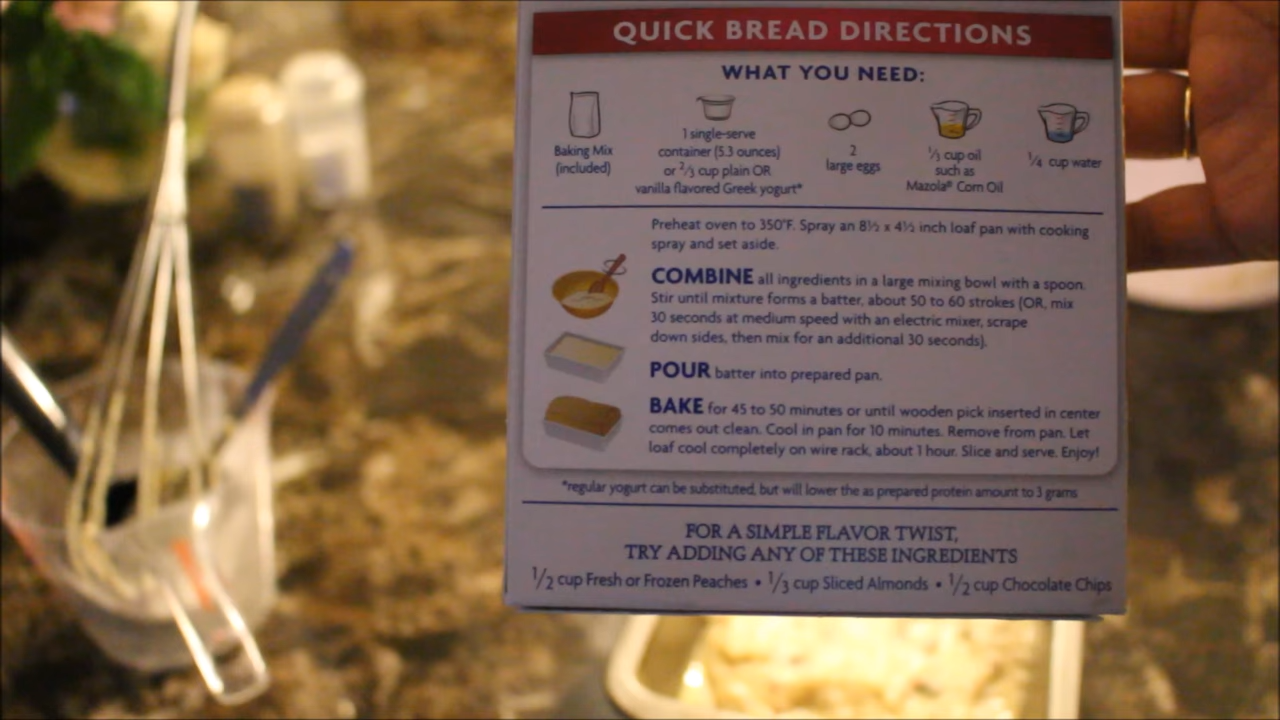 QUICK BREAD DIRECTIONS
WHAT YOU NEED:
Baking Mix
(included)
1 single-serve
container (5.3 ounces)
or 2/3 cup plain OR
vanilla flavored Greek yogurt*
2
large eggs
1/3 cup oil
such as
Mazola® Corn Oil
1/4 cup water
Preheat oven to 350°F. Spray an 8½ x 4½ inch loaf pan with cooking
spray and set aside.
COMBINE all ingredients in a large mixing bowl with a spoon.
Stir until mixture forms a batter, about 50 to 60 strokes (OR, mix
30 seconds at medium speed with an electric mixer, scrape
down sides, then mix for an additional 30 seconds).
POUR batter into prepared pan.
BAKE for 45 to 50 minutes or until wooden pick inserted in center
comes out clean. Cool in pan for 10 minutes. Remove from pan. Let
loaf cool completely on wire rack, about 1 hour. Slice and serve. Enjoy!
*regular yogurt can be substituted, but will lower the as prepared protein amount to 3 grams
FOR A SIMPLE FLAVOR TWIST,
TRY ADDING ANY OF THESE INGREDIENTS
1/2 cup Fresh or Frozen Peaches • 1/3 cup Sliced Almonds • 1/2 cup Chocolate Chips